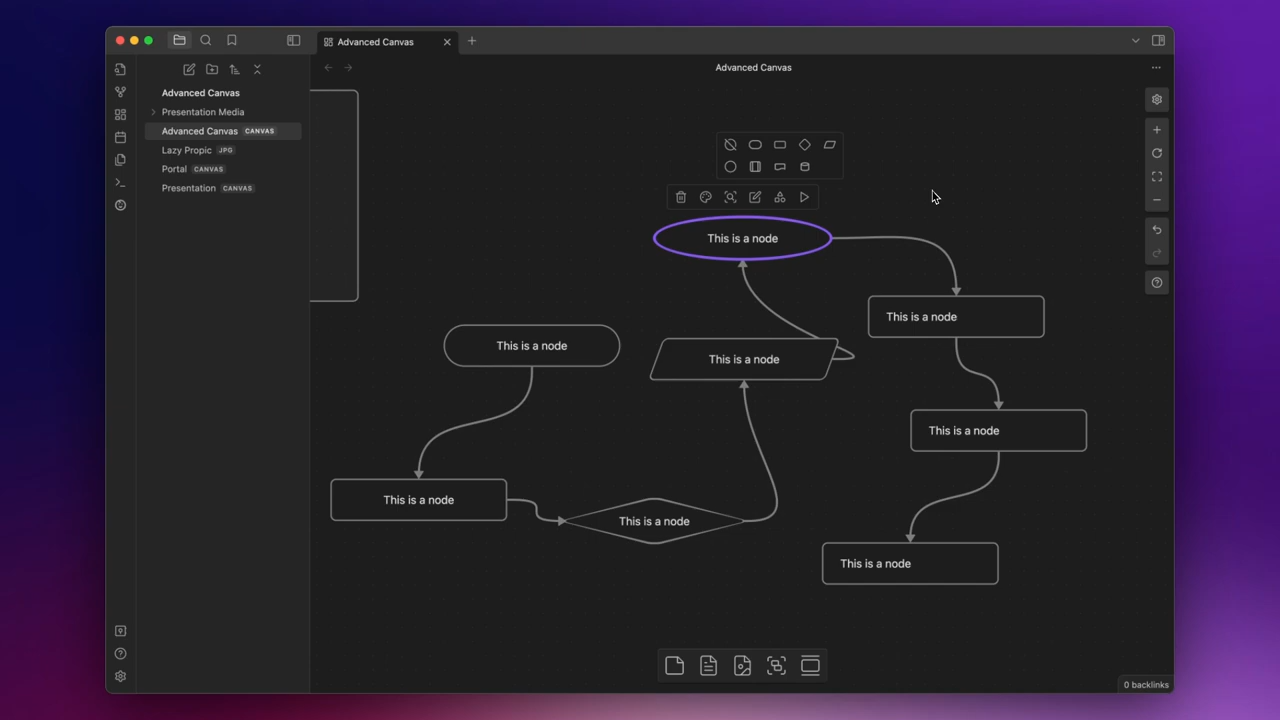 Advanced Canvas
Advanced Canvas
Advanced Canvas
Presentation Media
Advanced Canvas CANVAS
Lazy Propic JPG
Portal CANVAS
Presentation CANVAS
This is a node
This is a node
This is a node
This is a node
This is a node
This is a node
This is a node
This is a node
0 backlinks